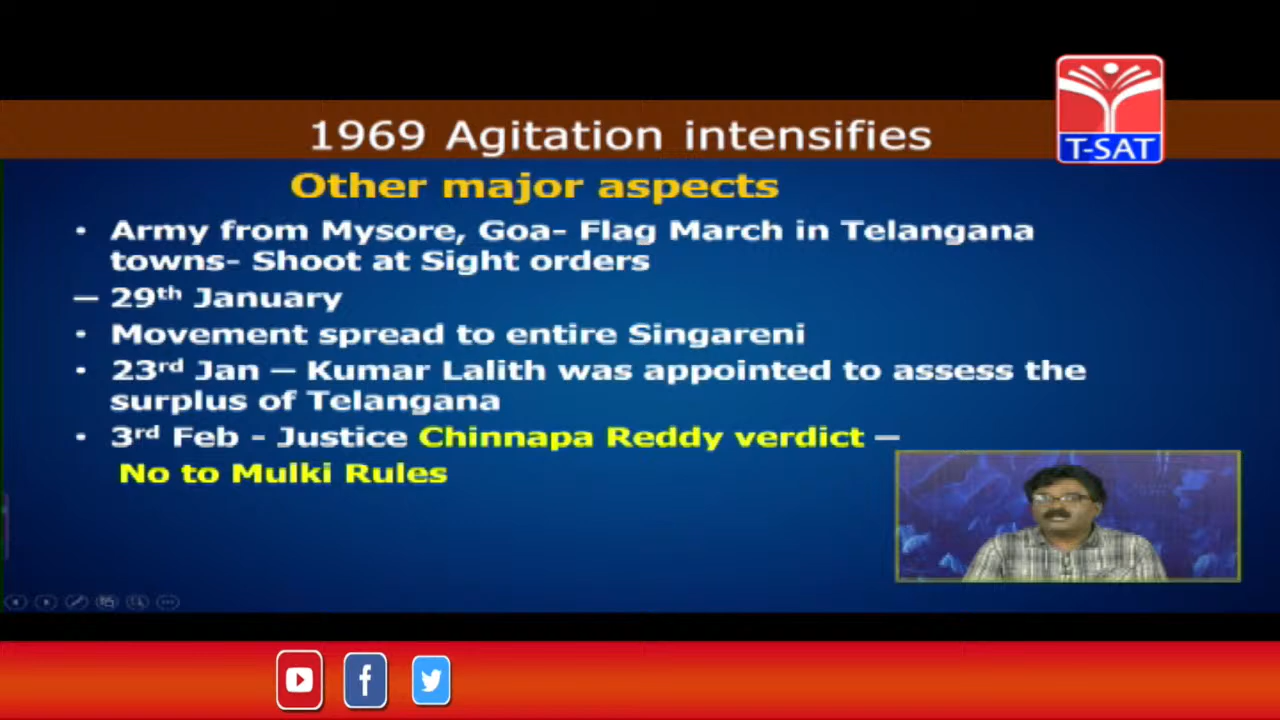 T-SAT
1969 Agitation intensifies
Other major aspects
• Army from Mysore, Goa- Flag March in Telangana
towns- Shoot at Sight orders
– 29th January
• Movement spread to entire Singareni
• 23rd Jan – Kumar Lalith was appointed to assess the
surplus of Telangana
• 3rd Feb - Justice Chinnapa Reddy verdict –
No to Mulki Rules